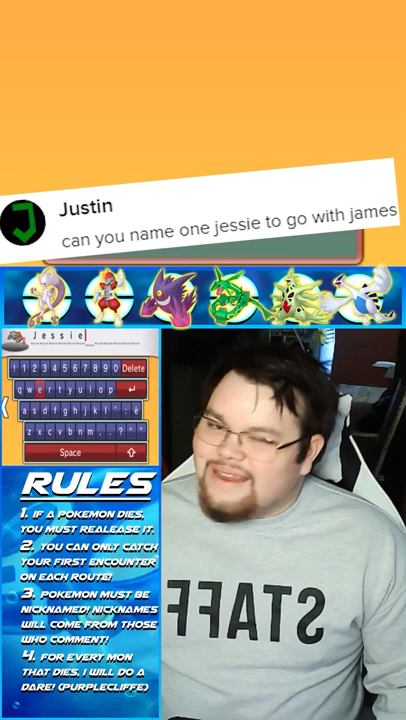 Justin
can you name one jessie to go with james
Jessie
1 2 3 4 5 6 7 8 9 0 Delete
q w e r t y u i o p
a s d f g h j k l
z x c v b n m , . ?
Space
RULES
1. IF A POKEMON DIES,
YOU MUST REALEASE IT.
2. YOU CAN ONLY CATCH
YOUR FIRST ENCOUNTER
ON EACH ROUTE!
3. POKEMON MUST BE
NICKNAMED! NICKNAMES
WILL COME FROM THOSE
WHO COMMENT!
4. FOR EVERY MON
THAT DIES, I WILL DO A
DARE! (PURPLECLIFFE)
STAFF